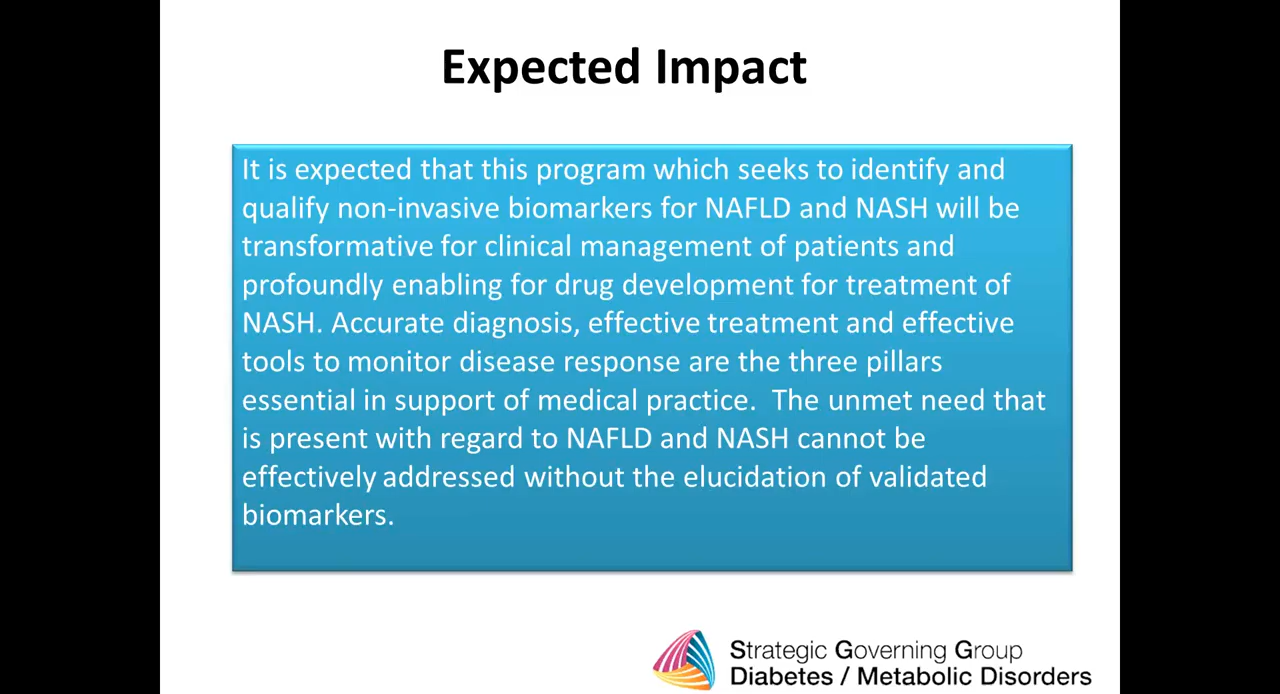 Expected Impact
It is expected that this program which seeks to identify and
qualify non-invasive biomarkers for NAFLD and NASH will be
transformative for clinical management of patients and
profoundly enabling for drug development for treatment of
NASH. Accurate diagnosis, effective treatment and effective
tools to monitor disease response are the three pillars
essential in support of medical practice.  The unmet need that
is present with regard to NAFLD and NASH cannot be
effectively addressed without the elucidation of validated
biomarkers.
Strategic Governing Group
Diabetes / Metabolic Disorders